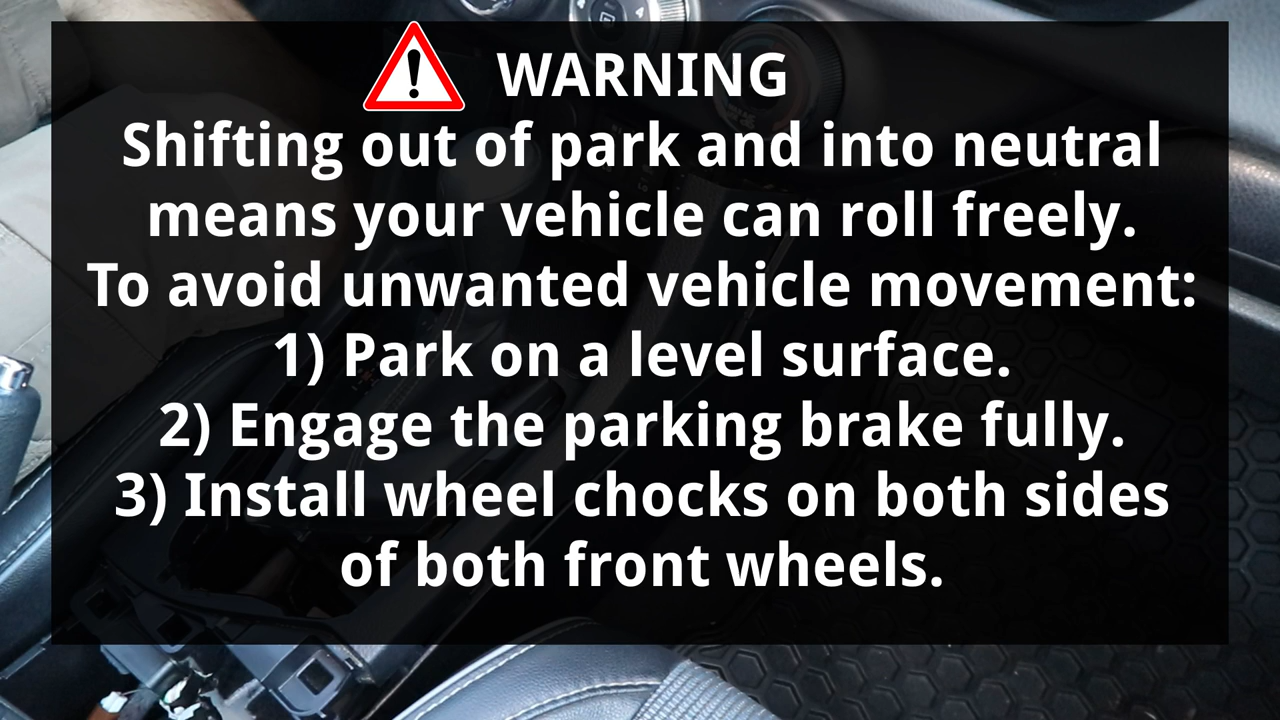 WARNING
Shifting out of park and into neutral
means your vehicle can roll freely.
To avoid unwanted vehicle movement:
1) Park on a level surface.
2) Engage the parking brake fully.
3) Install wheel chocks on both sides
of both front wheels.